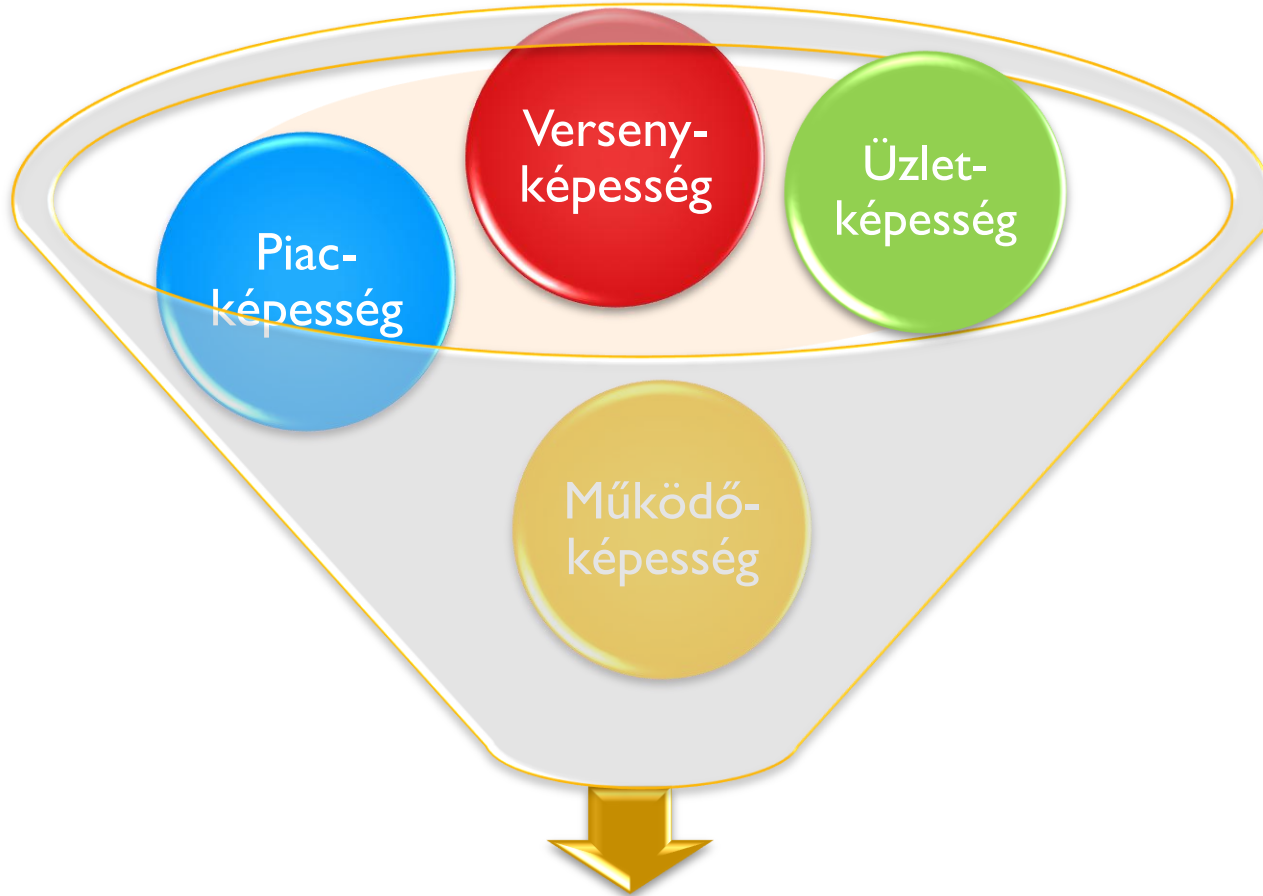 Verseny-
képesség
Üzlet-
képesség
Piac-
képesség
Működő-
képesség